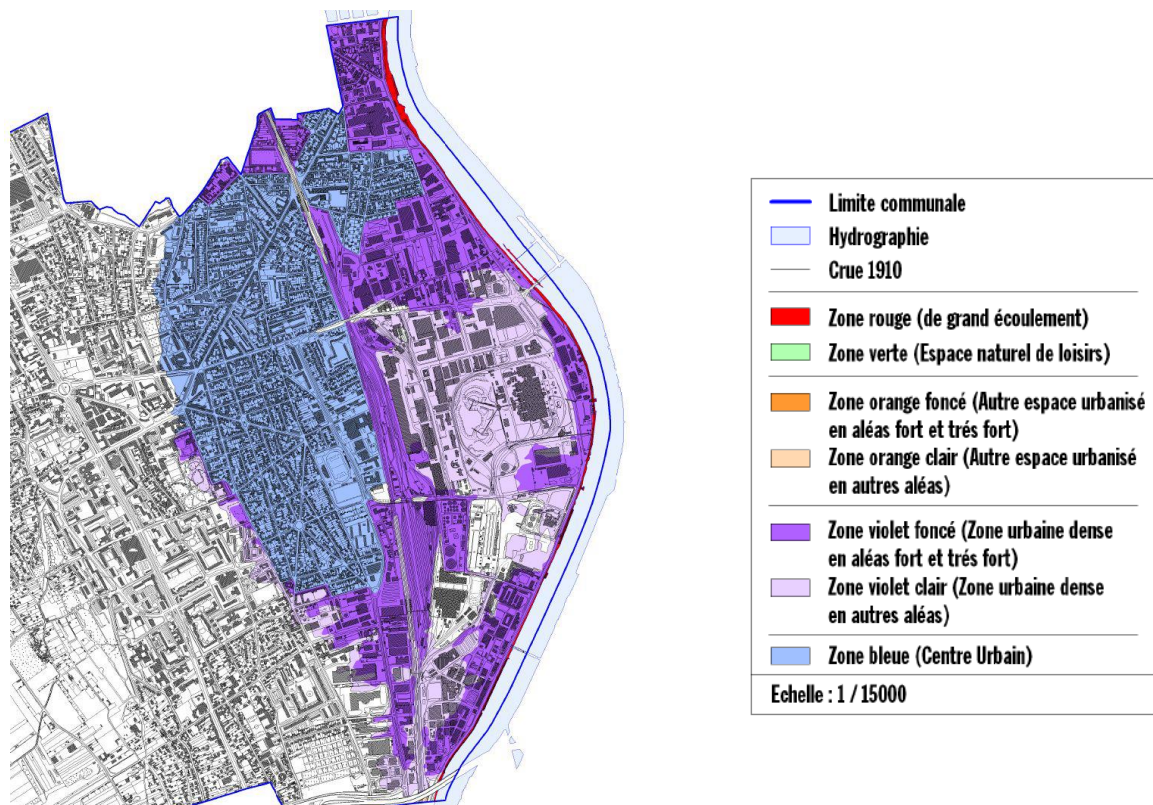 Limite communale
Hydrographie
Crue 1910
Zone rouge (de grand écoulement)
Zone verte (Espace naturel de loisirs)
Zone orange foncé (Autre espace urbanisé
en aléas fort et trés fort)
Zone orange clair (Autre espace urbanisé
en autres aléas)
Zone violet foncé (Zone urbaine dense
en aléas fort et trés fort)
Zone violet clair (Zone urbaine dense
en autres aléas)
Zone bleue (Centre Urbain)
Echelle : 1 / 15000